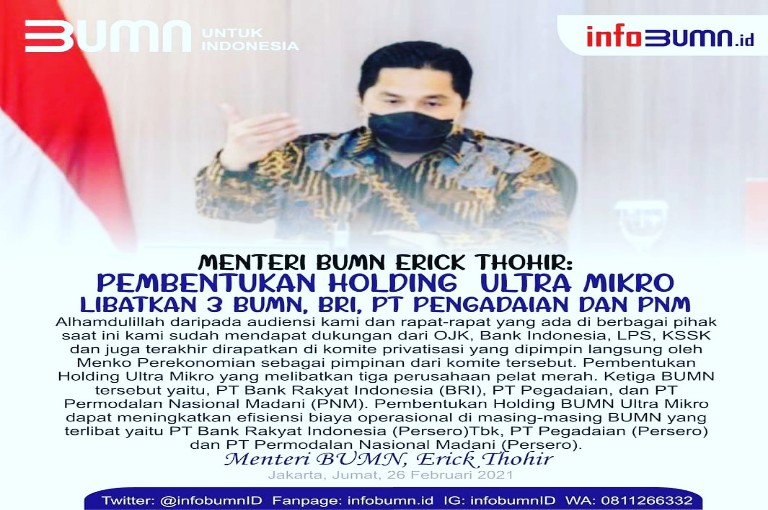 BUMN UNTUK
INDONESIA
infoBUMN.id
MENTERI BUMN ERICK THOHIR:
PEMBENTUKAN HOLDING ULTRA MIKRO
LIBATKAN 3 BUMN, BRI, PT PENGADAIAN DAN PNM
Alhamdulillah daripada audiensi kami dan rapat-rapat yang ada di berbagai pihak
saat ini kami sudah mendapat dukungan dari OJK, Bank Indonesia, LPS, KSSK
dan juga terakhir dirapatkan di komite privatisasi yang dipimpin langsung oleh
Menko Perekonomian sebagai pimpinan dari komite tersebut. Pembentukan
Holding Ultra Mikro yang melibatkan tiga perusahaan pelat merah. Ketiga BUMN
tersebut yaitu, PT Bank Rakyat Indonesia (BRI), PT Pegadaian, dan PT
Permodalan Nasional Madani (PNM). Pembentukan Holding BUMN Ultra Mikro
dapat meningkatkan efisiensi biaya operasional di masing-masing BUMN yang
terlibat yaitu PT Bank Rakyat Indonesia (Persero)Tbk, PT Pegadaian (Persero)
dan PT Permodalan Nasional Madani (Persero).
Menteri BUMN, Erick Thohir
Jakarta, Jumat, 26 Februari 2021
Twitter: @infobumnID Fanpage: infobumn.id IG: infobumnID WA: 0811266332